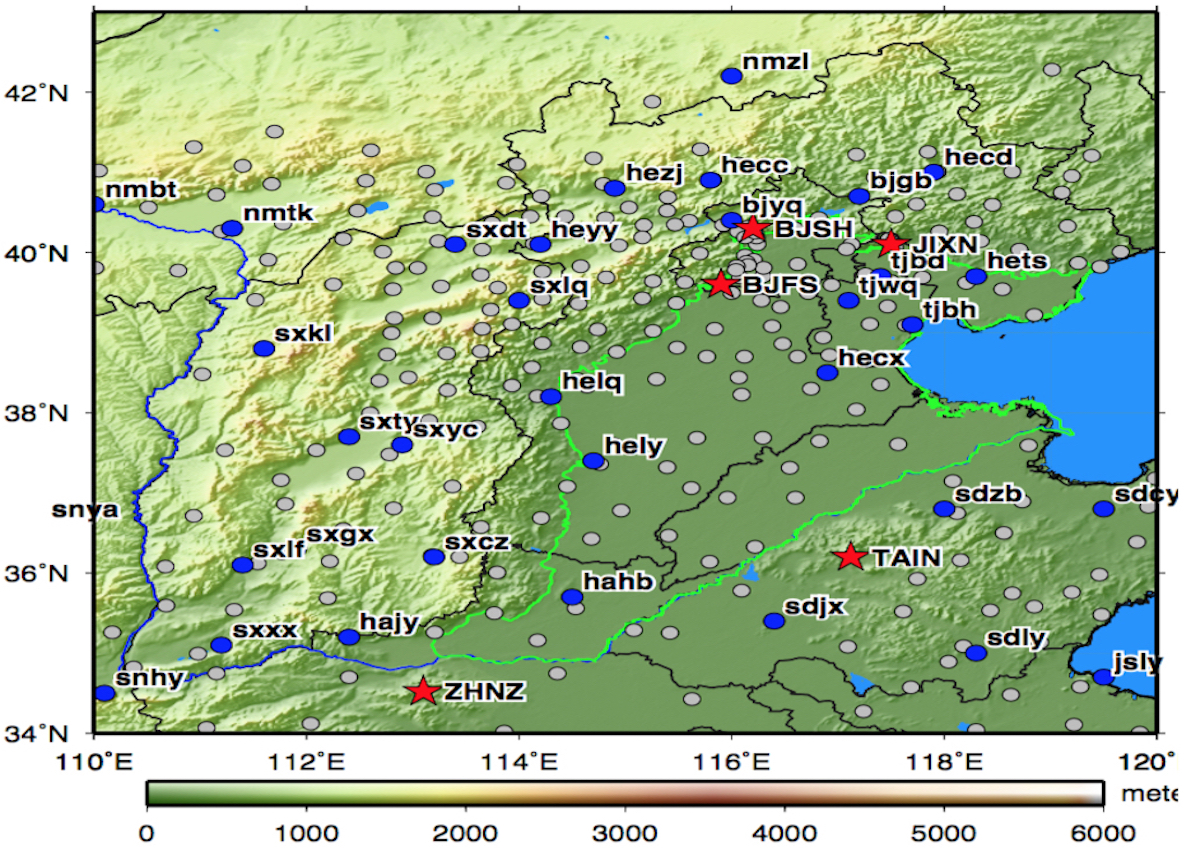 nmzl
42°N
hecd
hecc
hezj
bjgb
nmbt
bjyq
nmtk
BJSH
sxdt
heyy
JIXN
40°N
tjbd
hets
BJFS
tjwq
sxlq
tjbh
sxkl
hecx
helq
38°N
sxty
sxyc
hely
sdzb
sdcy
snya
sxgx
sxcz
sxlf
TAIN
36°N
hahb
sdjx
hajy
sxxx
sdly
jsly
snhy
ZHNZ
34°N
110°E 112°E 114°E 116°E 118°E 120°
mete
0 1000 2000 3000 4000 5000 6000